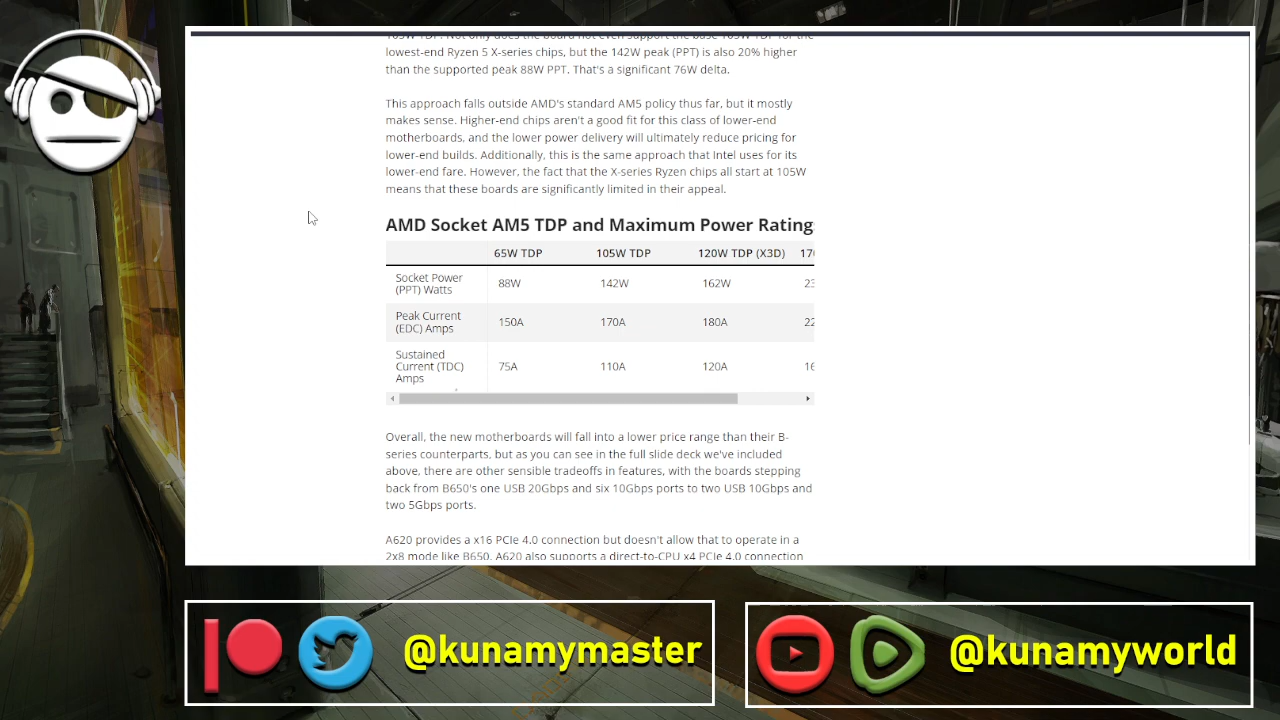 lowest-end Ryzen 5 X-series chips, but the 142W peak (PPT) is also 20% higher
than the supported peak 88W PPT. That's a significant 76W delta.
This approach falls outside AMD's standard AM5 policy thus far, but it mostly
makes sense. Higher-end chips aren't a good fit for this class of lower-end
motherboards, and the lower power delivery will ultimately reduce pricing for
lower-end builds. Additionally, this is the same approach that Intel uses for its
lower-end fare. However, the fact that the X-series Ryzen chips all start at 105W
means that these boards are significantly limited in their appeal.
AMD Socket AM5 TDP and Maximum Power Ratings
65W TDP 105W TDP 120W TDP (X3D) 17
Socket Power
(PPT) Watts
88W 142W 162W 23
Peak Current
(EDC) Amps
150A 170A 180A 22
Sustained
Current (TDC)
Amps
75A 110A 120A 16
Overall, the new motherboards will fall into a lower price range than their B-
series counterparts, but as you can see in the full slide deck we've included
above, there are other sensible tradeoffs in features, with the boards stepping
back from B650's one USB 20Gbps and six 10Gbps ports to two USB 10Gbps and
two 5Gbps ports.
A620 provides a x16 PCIe 4.0 connection but doesn't allow that to operate in a
2x8 mode like B650. A620 also supports a direct-to-CPU x4 PCIe 4.0 connection
@kunamymaster
@kunamyworld